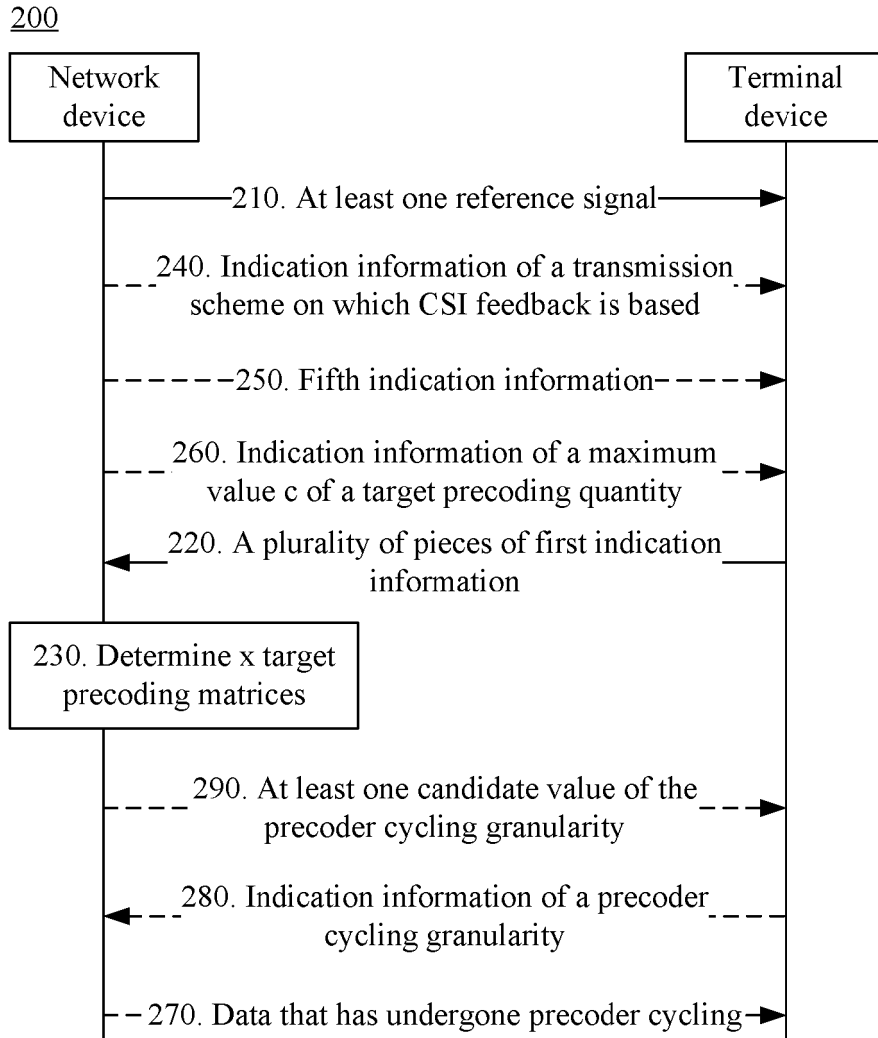 200
Network
device
Terminal
device
210. At least one reference signal
240. Indication information of a transmission
scheme on which CSI feedback is based
250. Fifth indication information
260. Indication information of a maximum
value c of a target precoding quantity
220. A plurality of pieces of first indication
information
230. Determine x target
precoding matrices
290. At least one candidate value of the
precoder cycling granularity
280. Indication information of a precoder
cycling granularity
270. Data that has undergone precoder cycling